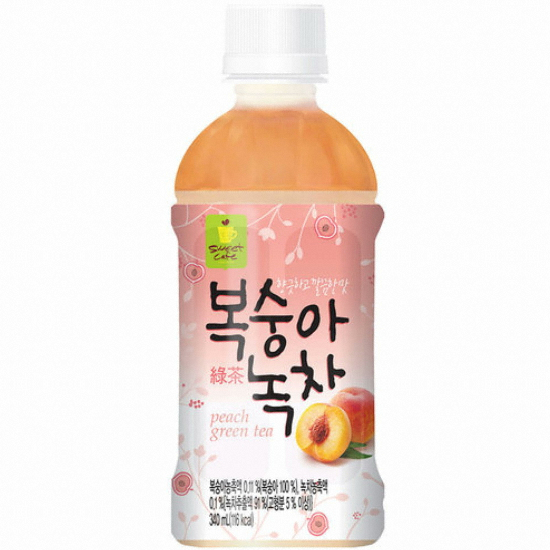 sweet
cafe
향긋하고 깔끔한 맛
복숭아
綠茶
녹차
peach
green tea
복숭아농축액 0.11%(복숭아 100%), 녹차농축액
0.1%[녹차추출액 91%(고형분 5% 이상)]
340 mL(116 kcal)